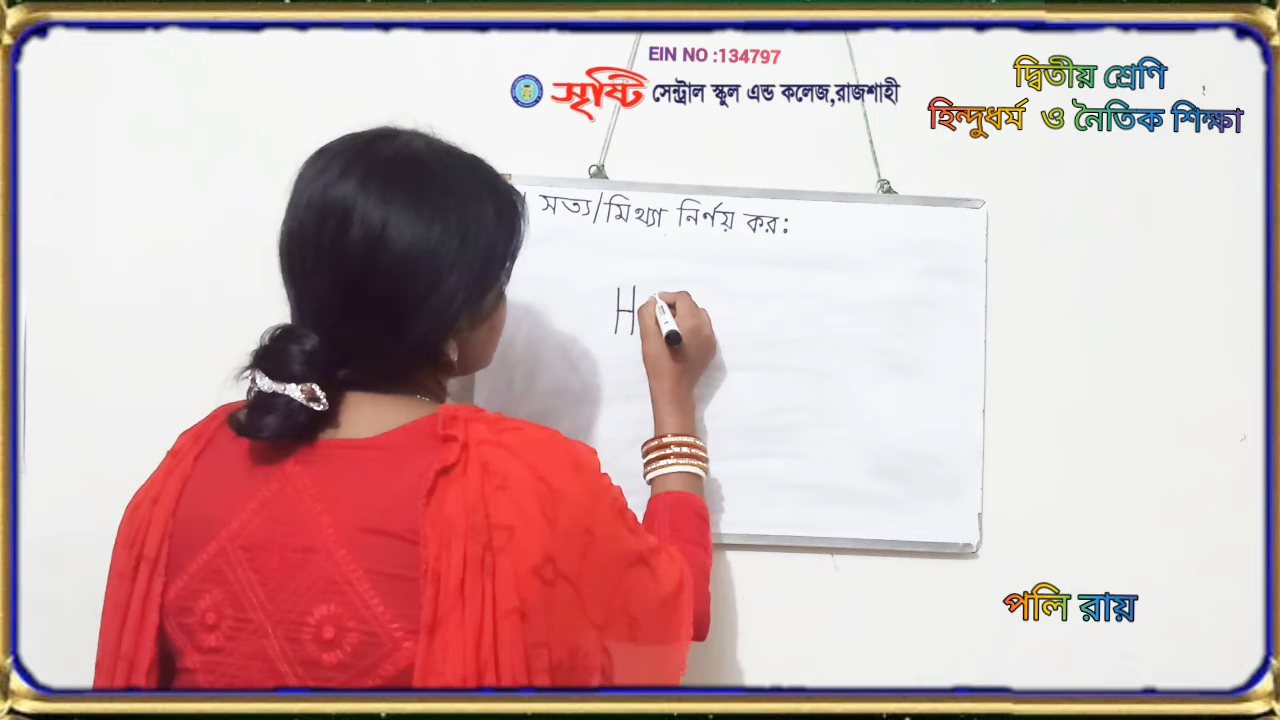 EIN NO :134797
সৃষ্টি সেন্ট্রাল স্কুল এন্ড কলেজ,রাজশাহী
দ্বিতীয় শ্রেণি
হিন্দুধর্ম ও নৈতিক শিক্ষা
সত্য/মিথ্যা নির্ণয় কর:
H
পলি রায়